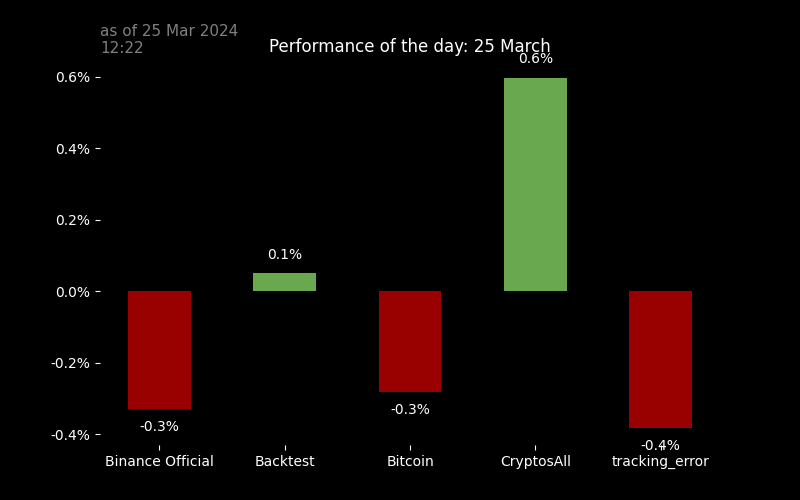 as of 25 Mar 2024
12:22
Performance of the day: 25 March
0.6%
0.6%
0.4%
0.2%
0.1%
0.0%
-0.2%
-0.3%
-0.3%
-0.4%
-0.4%
Binance Official
Backtest
Bitcoin
CryptosAll
tracking_error